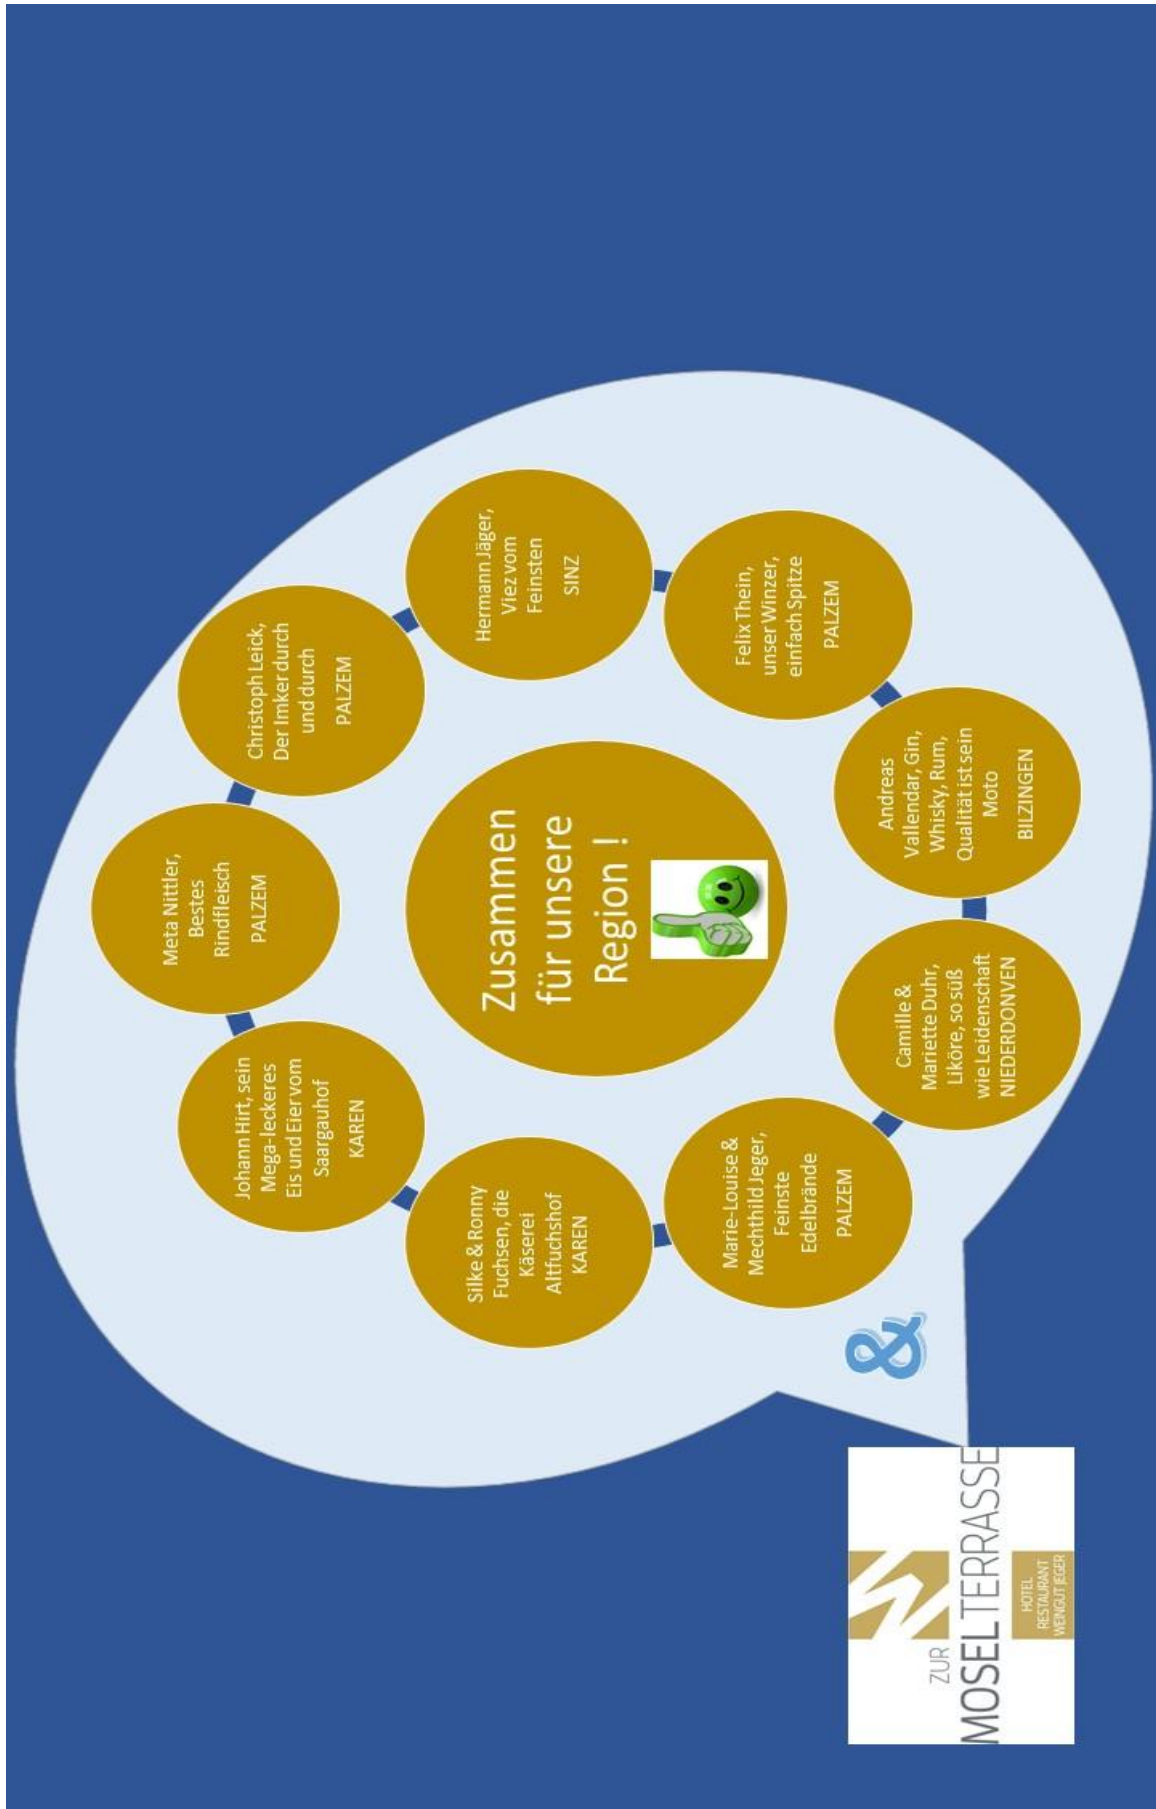 Zusammen
für unsere
Region !
Meta Nittler,
Bestes
Rindfleisch
PALZEM
Christoph Leick,
Der Imker durch
und durch
PALZEM
Hermann Jäger,
Viez vom
Feinsten
SINZ
Felix Thein,
unser Winzer,
einfach Spitze
PALZEM
Andreas
Vallendar, Gin,
Whisky, Rum,
Qualität ist sein
Moto
BILZINGEN
Camille &
Mariette Duhr,
Liköre, so süß
wie Leidenschaft
NIEDERDONVEN
Marie-Louise &
Mechthild Jeger,
Feinste
Edelbrände
PALZEM
Silke & Ronny
Fuchsen, die
Käserei
Altfuchshof
KAREN
Johann Hirt, sein
Mega-leckeres
Eis und Eier vom
Saargauhof
KAREN
&
ZUR
MOSELTERRASSE
HOTEL
RESTAURANT
WEINGUT JEGER